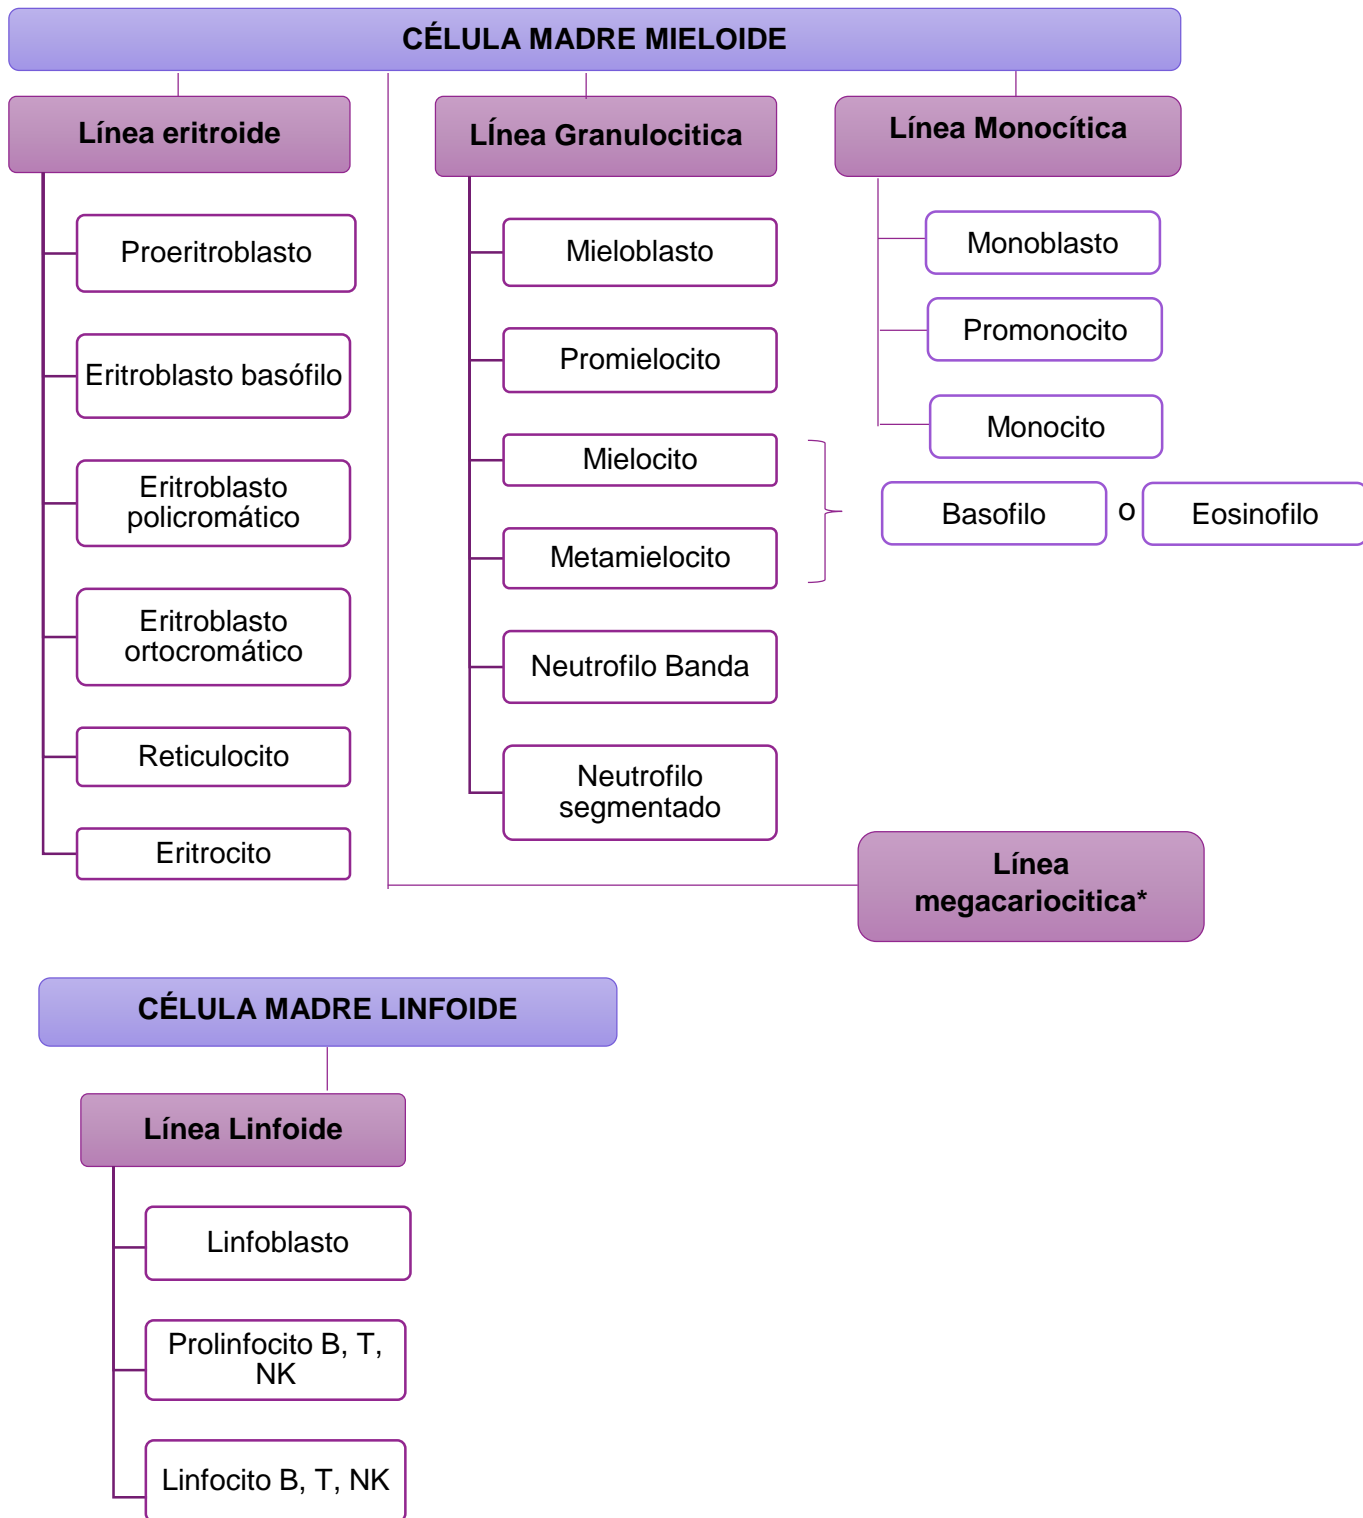 CÉLULA MADRE MIELOIDE
Línea eritroide
Proeritroblasto
Eritroblasto basófilo
Eritroblasto
policromático
Eritroblasto
ortocromático
Reticulocito
Eritrocito
LÍnea Granulocitica
Mieloblasto
Promielocito
Mielocito
Metamielocito
Neutrofilo Banda
Neutrofilo
segmentado
Línea Monocítica
Monoblasto
Promonocito
Monocito
Basofilo o Eosinofilo
Línea
megacariocitica*
CÉLULA MADRE LINFOIDE
Línea Linfoide
Linfoblasto
Prolinfocito B, T,
NK
Linfocito B, T, NK